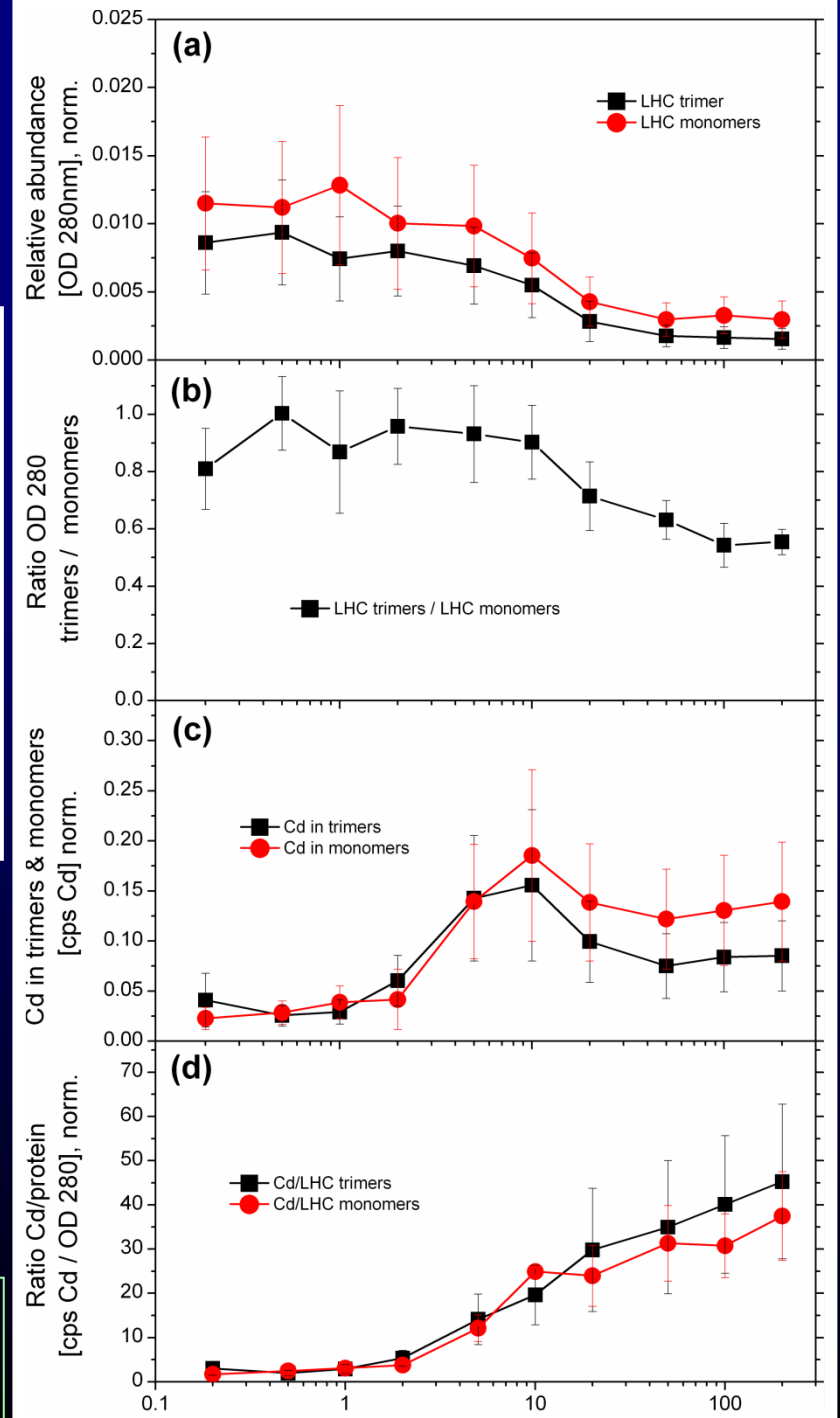 (a)
Relative abundance
[OD 280nm], norm.
0.025
0.020
0.015
0.010
0.005
0.000
LHC trimer
LHC monomers
(b)
Ratio OD 280
trimers / monomers
1.0
0.8
0.6
0.4
0.2
0.0
LHC trimers / LHC monomers
(c)
Cd in trimers & monomers
[cps Cd] norm.
0.30
0.25
0.20
0.15
0.10
0.05
0.00
Cd in trimers
Cd in monomers
(d)
Ratio Cd/protein
[cps Cd / OD 280], norm.
70
60
50
40
30
20
10
0
Cd/LHC trimers
Cd/LHC monomers
0.1 1 10 100